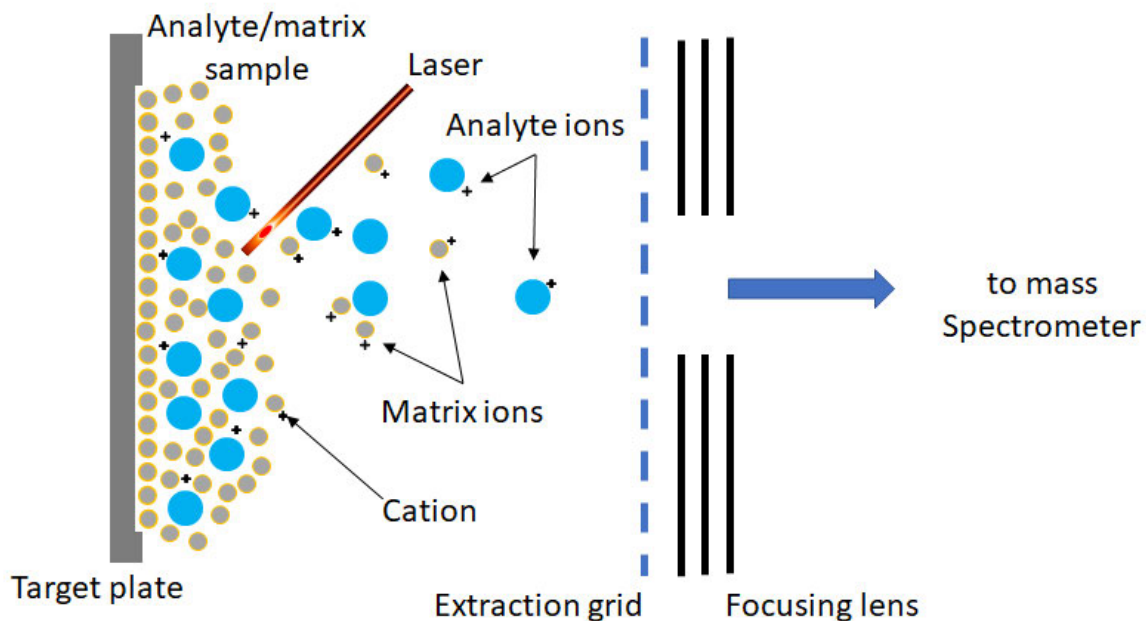 Analyte/matrix
sample
Laser
Analyte ions
to mass
Spectrometer
Matrix ions
Cation
Target plate
Extraction grid
Focusing lens